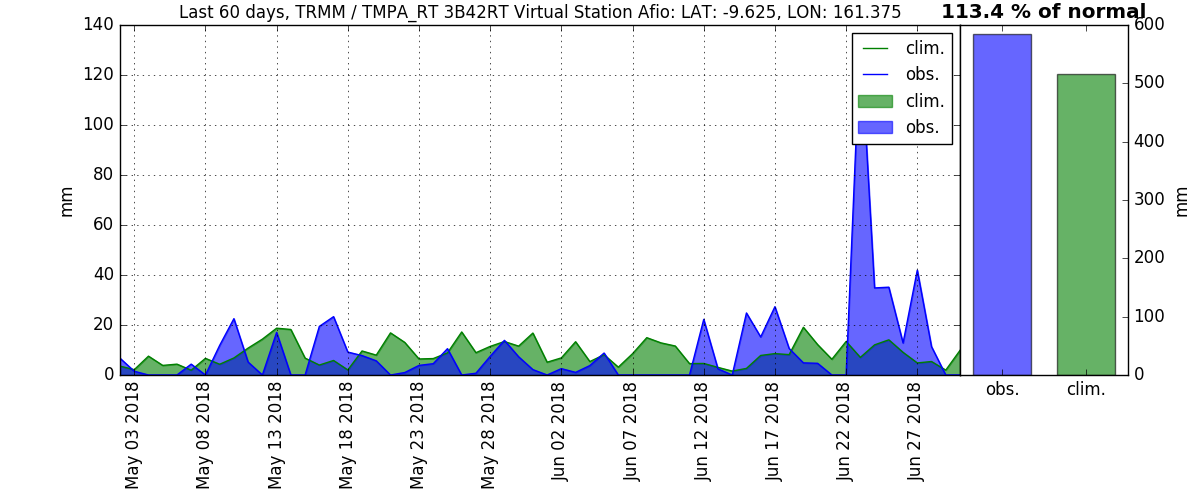 Last 60 days, TRMM / TMPA_RT 3B42RT Virtual Station Afio: LAT: -9.625, LON: 161.375
113.4 % of normal
140
120
100
80
60
40
20
0
mm
clim.
obs.
clim.
obs.
May 03 2018
May 08 2018
May 13 2018
May 18 2018
May 23 2018
May 28 2018
Jun 02 2018
Jun 07 2018
Jun 12 2018
Jun 17 2018
Jun 22 2018
Jun 27 2018
600
500
400
300
200
100
0
mm
obs.
clim.